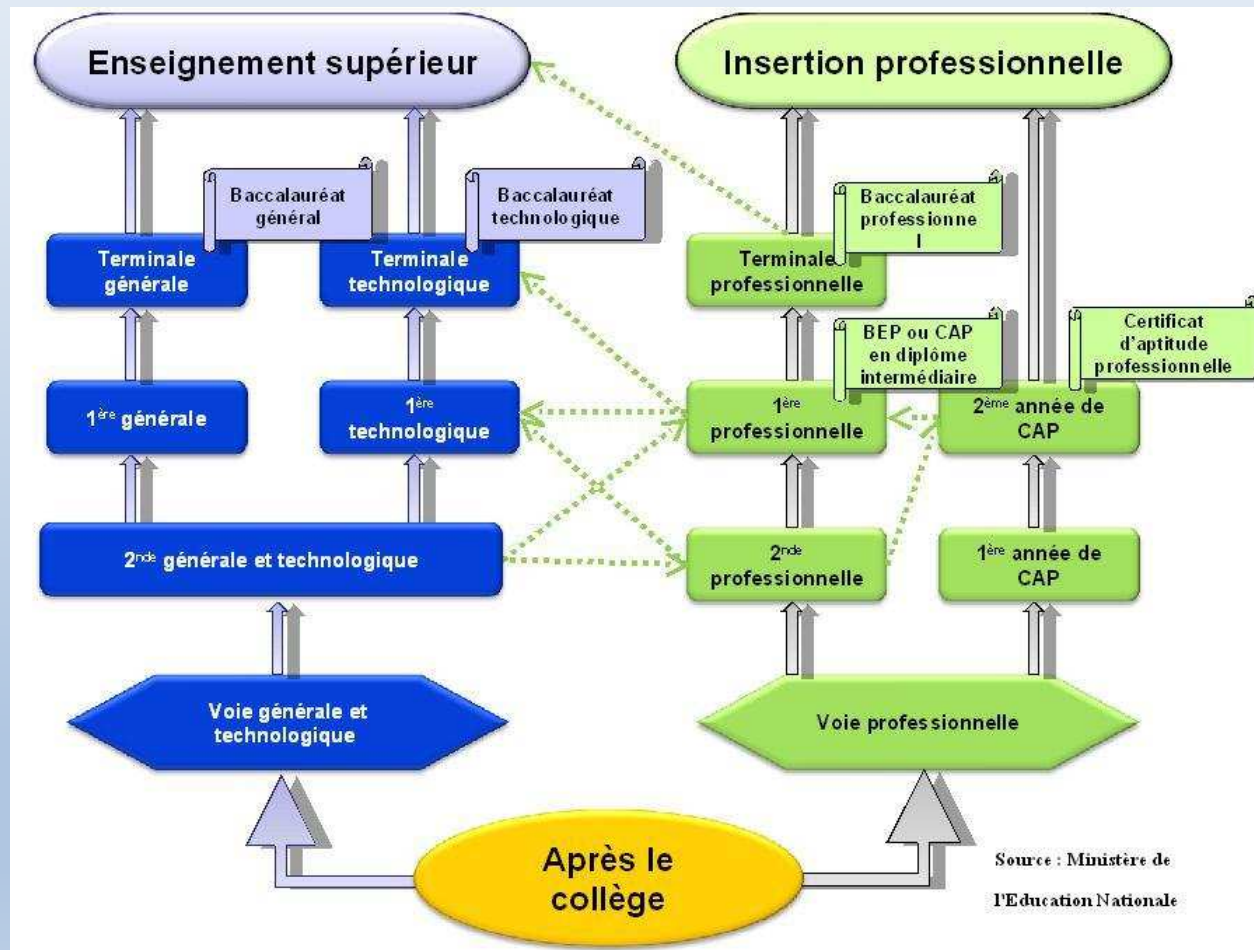 Enseignement supérieur
Insertion professionnelle
Baccalauréat
général
Baccalauréat
technologique
Baccalauréat
professionne
l
Terminale
générale
Terminale
technologique
Terminale
professionnelle
BEP ou CAP
en diplôme
intermédiaire
Certificat
d'aptitude
professionnelle
1ère générale
1ère
technologique
1ère
professionnelle
2ème année de
CAP
2nde générale et technologique
2nde
professionnelle
1ère année de
CAP
Voie générale et
technologique
Voie professionnelle
Après le
collège
Source : Ministère de
l'Education Nationale